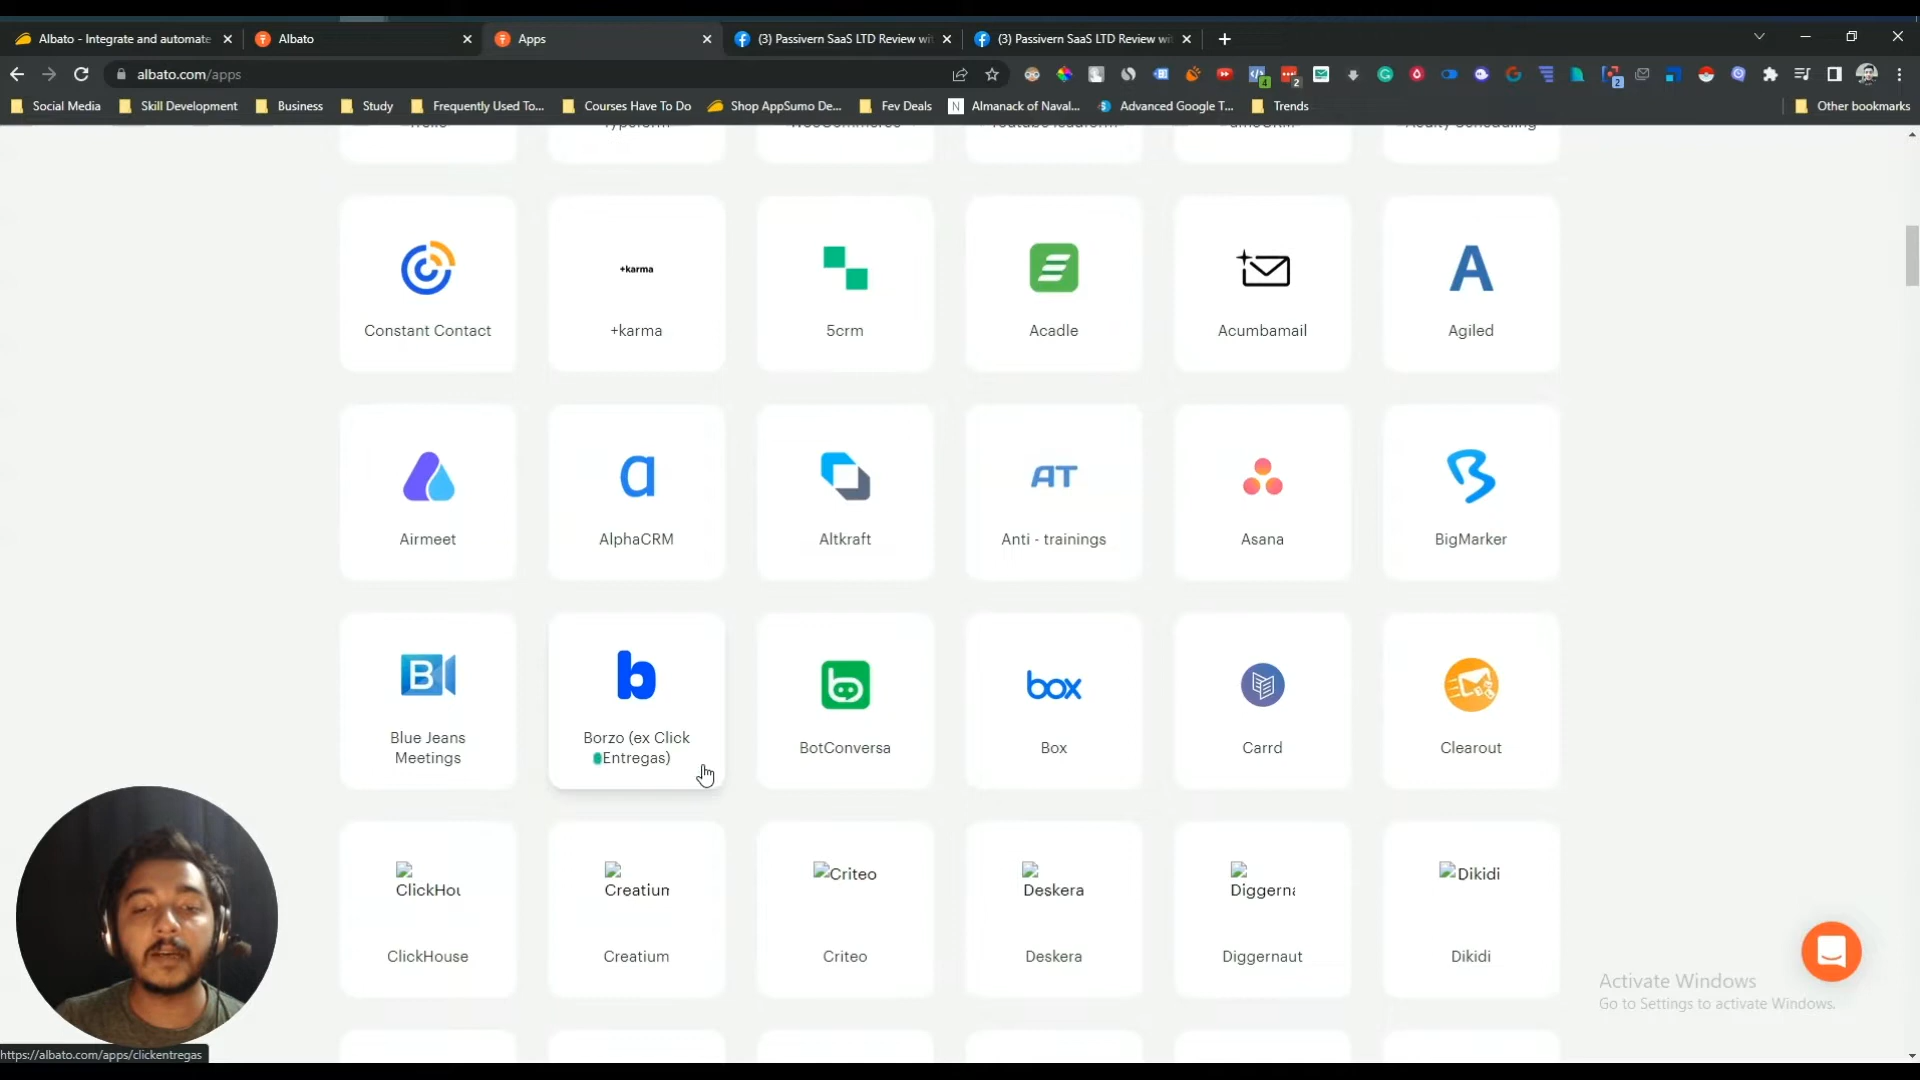 Albato - Integrate and automate
Albato
Apps
(3) Passivern SaaS LTD Review wit
(3) Passivern SaaS LTD Review wit
albato.com/apps
Social Media
Skill Development
Business
Study
Frequently Used To...
Courses Have To Do
Shop AppSumo De...
Fev Deals
Almanack of Naval...
Advanced Google T...
Trends
Other bookmarks
+karma
Constant Contact
+karma
5crm
Acadle
Acumbamail
Agiled
AT
Airmeet
AlphaCRM
Altkraft
Anti - trainings
Asana
BigMarker
box
Blue Jeans
Meetings
Borzo (ex Click
Entregas)
BotConversa
Box
Carrd
Clearout
ClickHou
Creatium
Criteo
Deskera
Diggerna
Dikidi
ClickHouse
Creatium
Criteo
Deskera
Diggernaut
Dikidi
Activate Windows
Go to Settings to activate Windows.
https://albato.com/apps/clickentregas